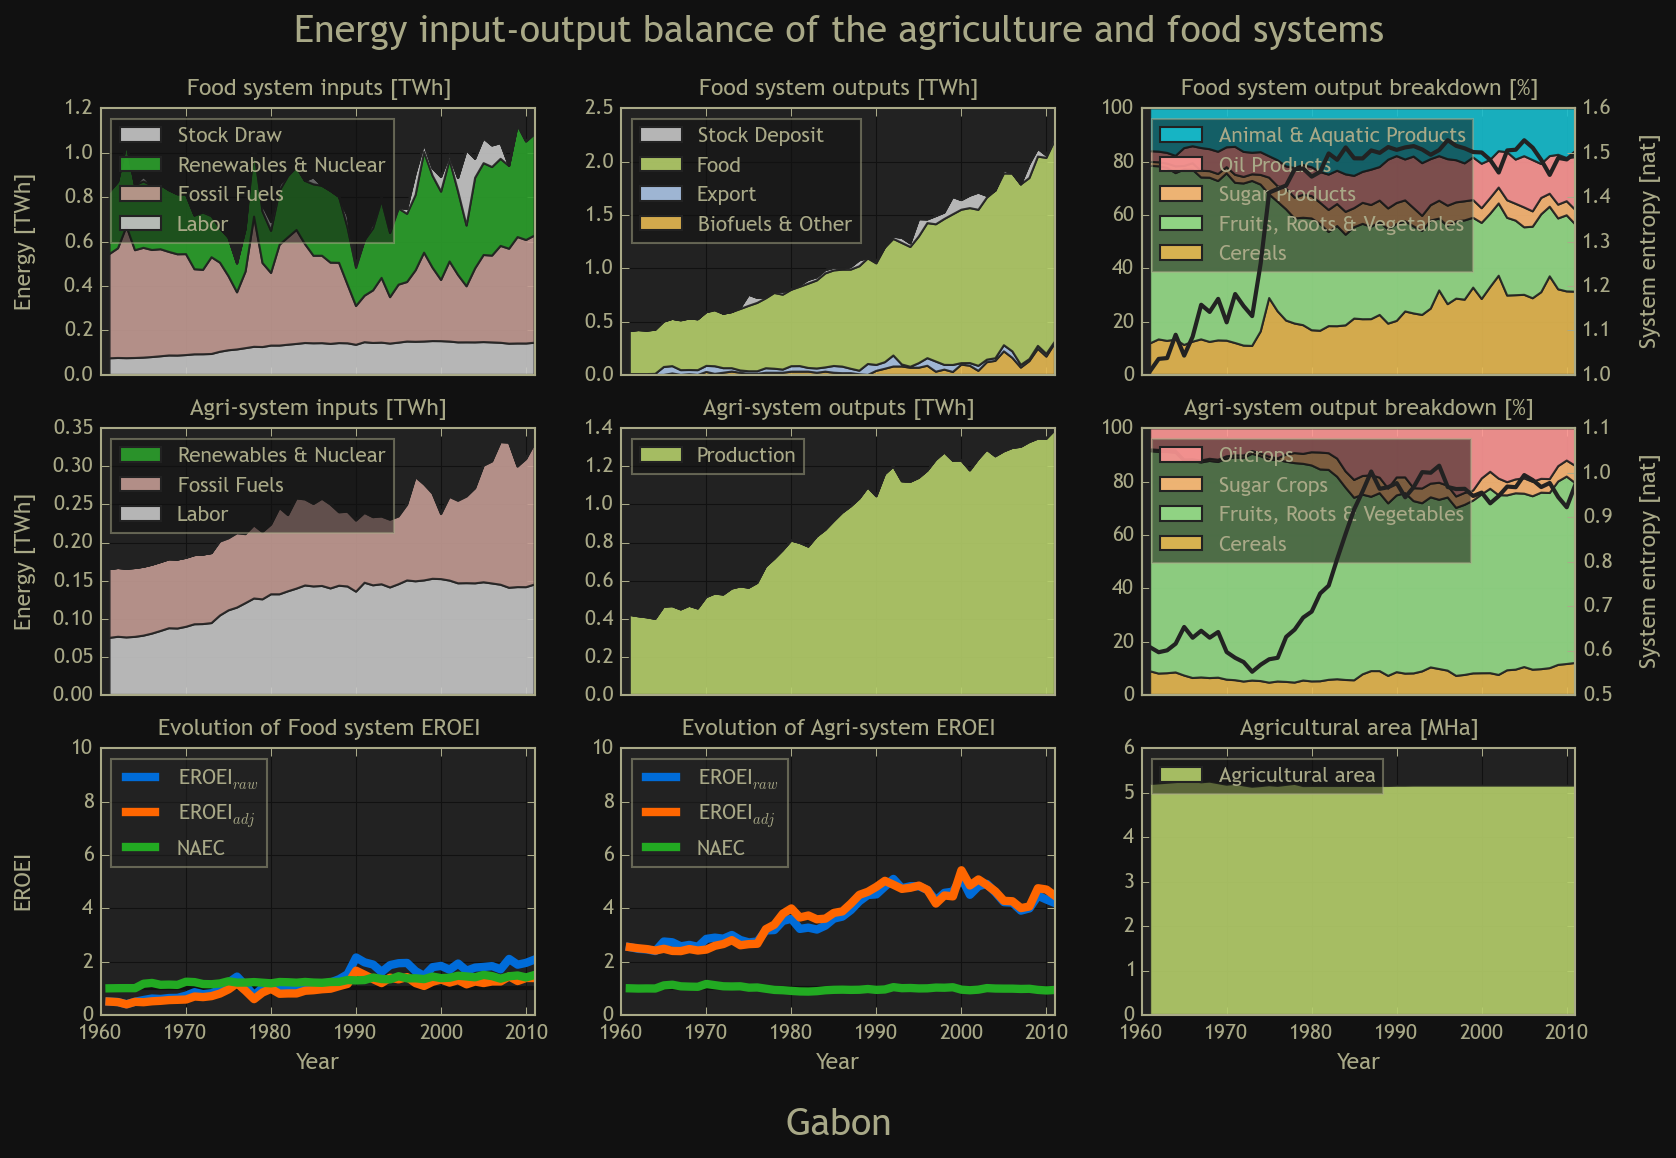 Energy input-output balance of the agriculture and food systems
Food system inputs [TWh]
Energy [TWh]
1.2
1.0
0.8
0.6
0.4
0.2
0.0
Stock Draw
Renewables & Nuclear
Fossil Fuels
Labor
Food system outputs [TWh]
2.5
2.0
1.5
1.0
0.5
0.0
Stock Deposit
Food
Export
Biofuels & Other
Food system output breakdown [%]
100
80
60
40
20
0
Animal & Aquatic Products
Oil Products
Sugar Products
Fruits, Roots & Vegetables
Cereals
1.6
1.5
1.4
1.3
1.2
1.1
1.0
System entropy [nat]
Agri-system inputs [TWh]
Energy [TWh]
0.35
0.30
0.25
0.20
0.15
0.10
0.05
0.00
Renewables & Nuclear
Fossil Fuels
Labor
Agri-system outputs [TWh]
1.4
1.2
1.0
0.8
0.6
0.4
0.2
0.0
Production
Agri-system output breakdown [%]
100
80
60
40
20
0
Oilcrops
Sugar Crops
Fruits, Roots & Vegetables
Cereals
1.1
1.0
0.9
0.8
0.7
0.6
0.5
System entropy [nat]
Evolution of Food system EROEI
EROEI
10
8
6
4
2
0
EROEI raw
EROEI adj
NAEC
1960 1970 1980 1990 2000 2010
Year
Evolution of Agri-system EROEI
10
8
6
4
2
0
EROEI raw
EROEI adj
NAEC
1960 1970 1980 1990 2000 2010
Year
Agricultural area [MHa]
6
5
4
3
2
1
0
Agricultural area
1960 1970 1980 1990 2000 2010
Year
Gabon